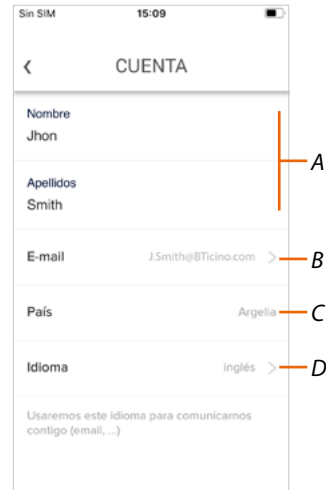 Sin SIM 15:09
CUENTA
Nombre
Jhon
A
Apellidos
Smith
E-mail J.Smith@BTicino.com B
País Argelia C
Idioma inglés D
Usaremos este idioma para comunicarnos
contigo (email, ...)